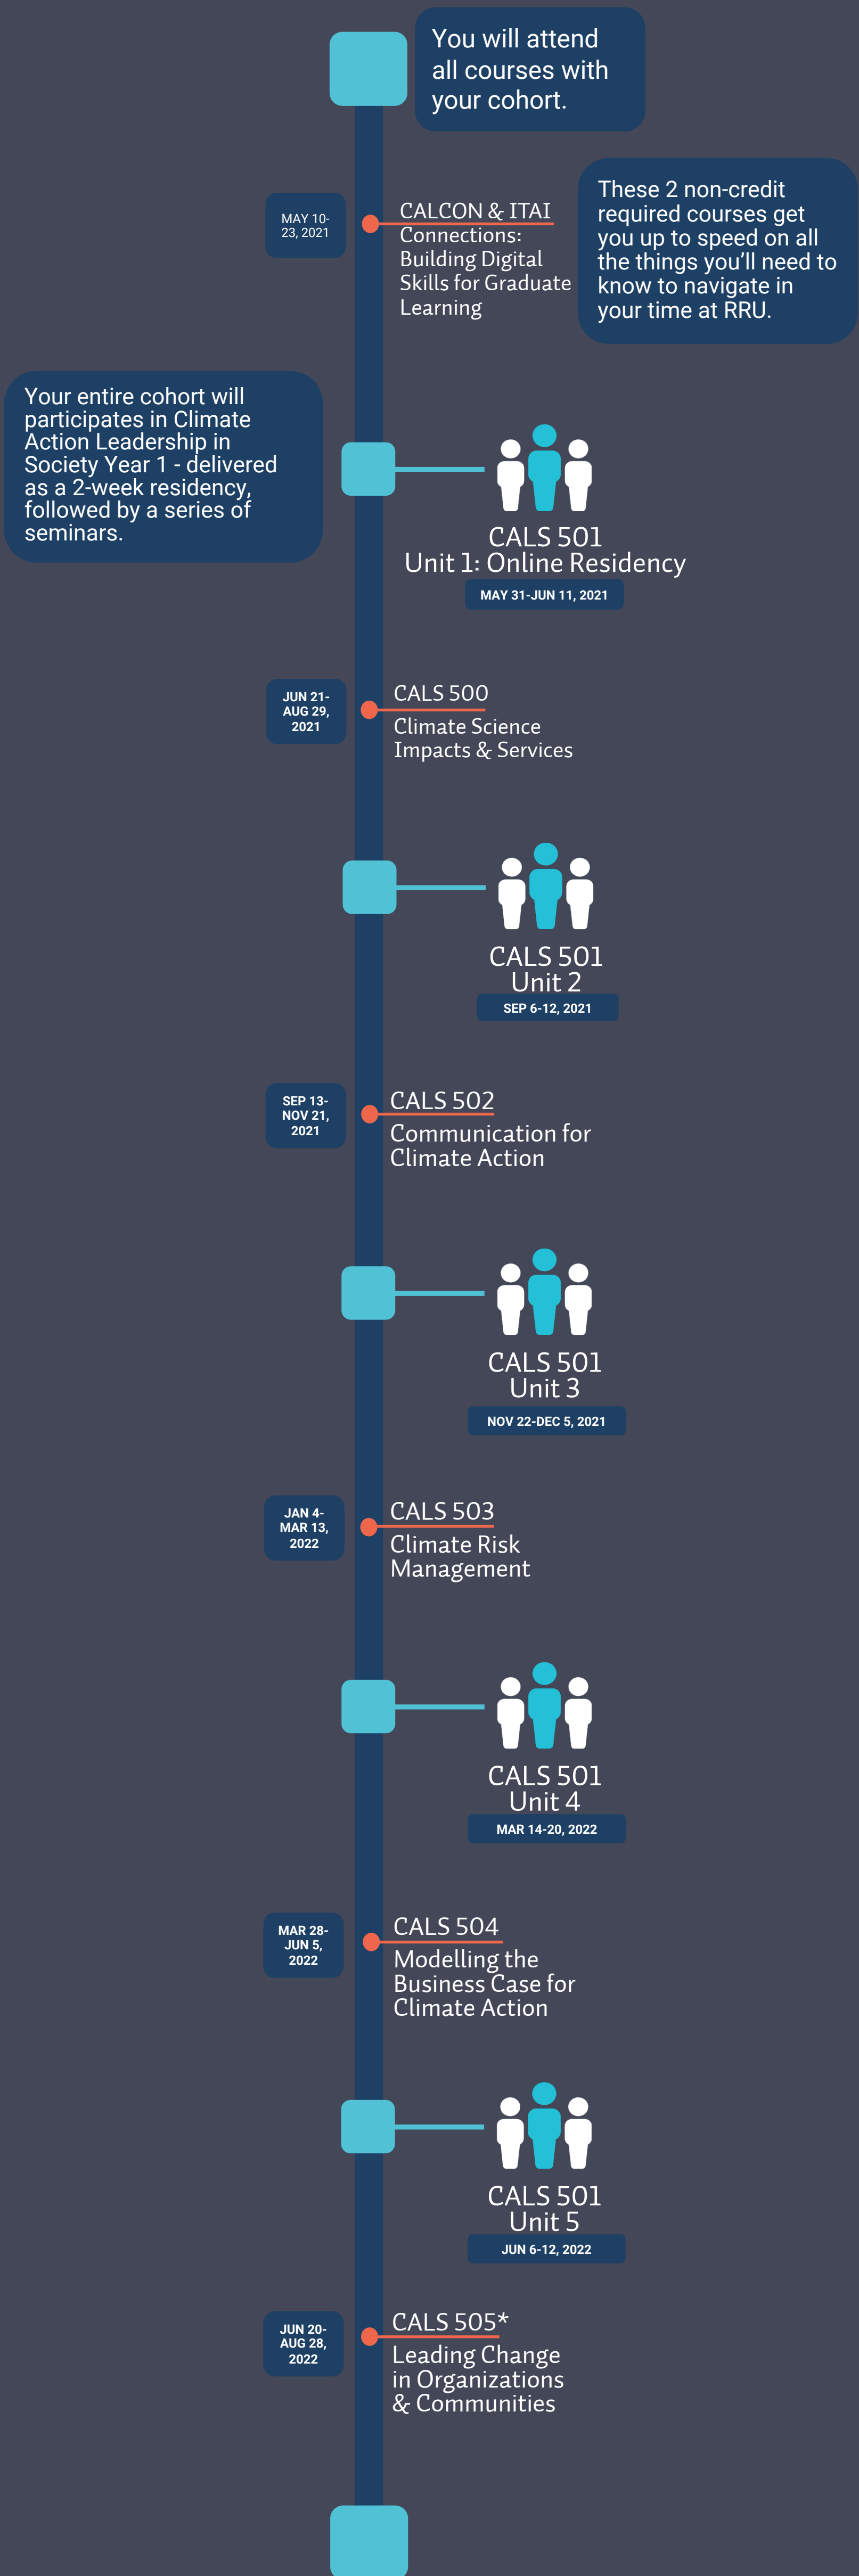 You will attend
all courses with
your cohort.
MAY 10-
23, 2021
CALCON & ITAI
Connections:
Building Digital
Skills for Graduate
Learning
These 2 non-credit
required courses get
you up to speed on all
the things you’ll need to
know to navigate in
your time at RRU.
Your entire cohort will
participates in Climate
Action Leadership in
Society Year 1 - delivered
as a 2-week residency,
followed by a series of
seminars.
CALS 501
Unit 1: Online Residency
MAY 31-JUN 11, 2021
JUN 21-
AUG 29,
2021
CALS 500
Climate Science
Impacts & Services
CALS 501
Unit 2
SEP 6-12, 2021
SEP 13-
NOV 21,
2021
CALS 502
Communication for
Climate Action
CALS 501
Unit 3
NOV 22-DEC 5, 2021
JAN 4-
MAR 13,
2022
CALS 503
Climate Risk
Management
CALS 501
Unit 4
MAR 14-20, 2022
MAR 28-
JUN 5,
2022
CALS 504
Modelling the
Business Case for
Climate Action
CALS 501
Unit 5
JUN 6-12, 2022
JUN 20-
AUG 28,
2022
CALS 505*
Leading Change
in Organizations
& Communities